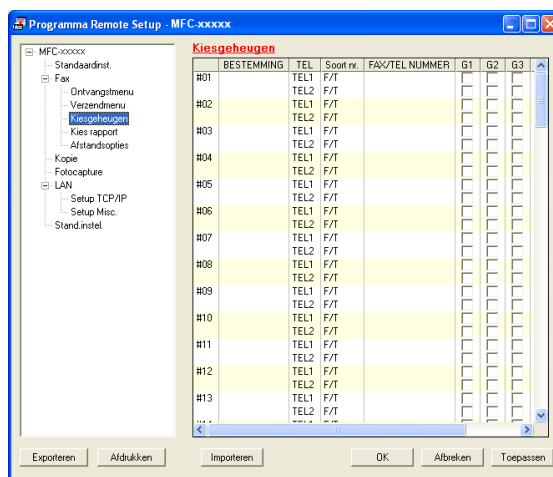 Programma Remote Setup - MFC-xxxxx
MFC-xxxxx
Standaardinst.
Fax
Ontvangstmenu
Verzendmenu
Kiesgeheugen
Kies rapport
Afstandsopties
Kopie
Fotocapture
LAN
Setup TCP/IP
Setup Misc.
Stand.instel.
Kiesgeheugen
BESTEMMING TEL Soort nr. FAX/TEL NUMMER G1 G2 G3
#01 TEL1 F/T
TEL2 F/T
#02 TEL1 F/T
TEL2 F/T
#03 TEL1 F/T
TEL2 F/T
#04 TEL1 F/T
TEL2 F/T
#05 TEL1 F/T
TEL2 F/T
#06 TEL1 F/T
TEL2 F/T
#07 TEL1 F/T
TEL2 F/T
#08 TEL1 F/T
TEL2 F/T
#09 TEL1 F/T
TEL2 F/T
#10 TEL1 F/T
TEL2 F/T
#11 TEL1 F/T
TEL2 F/T
#12 TEL1 F/T
TEL2 F/T
#13 TEL1 F/T
TEL2 F/T
Exporteren Afdrukken Importeren OK Afbreken Toepassen